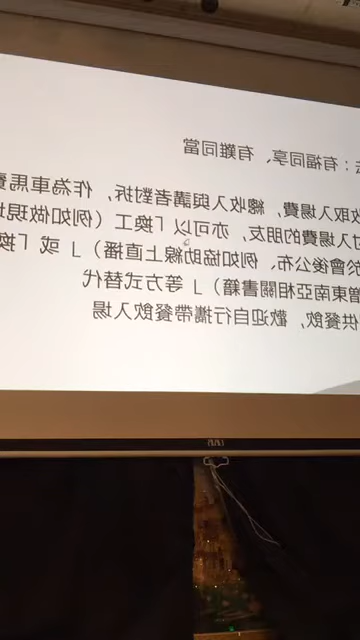 ：有福同享、有難同當
收取入場費，總收入與講者對拆，作為車馬費
付入場費的朋友，亦可以「換工（例如做現場
於會後公布、例如協助線上直播）」或「換
贈東南亞相關書籍）」等方式替代
供餐飲，歡迎自行攜帶餐飲入場